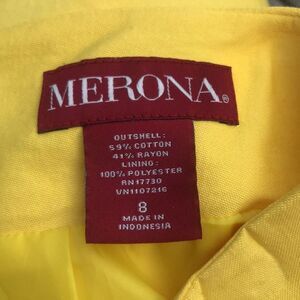 MERONA®
OUTSHELL:
59% COTTON
41% RAYON
LINING:
100% POLYESTER
RN17730
VN1107216
8
MADE IN
INDONESIA